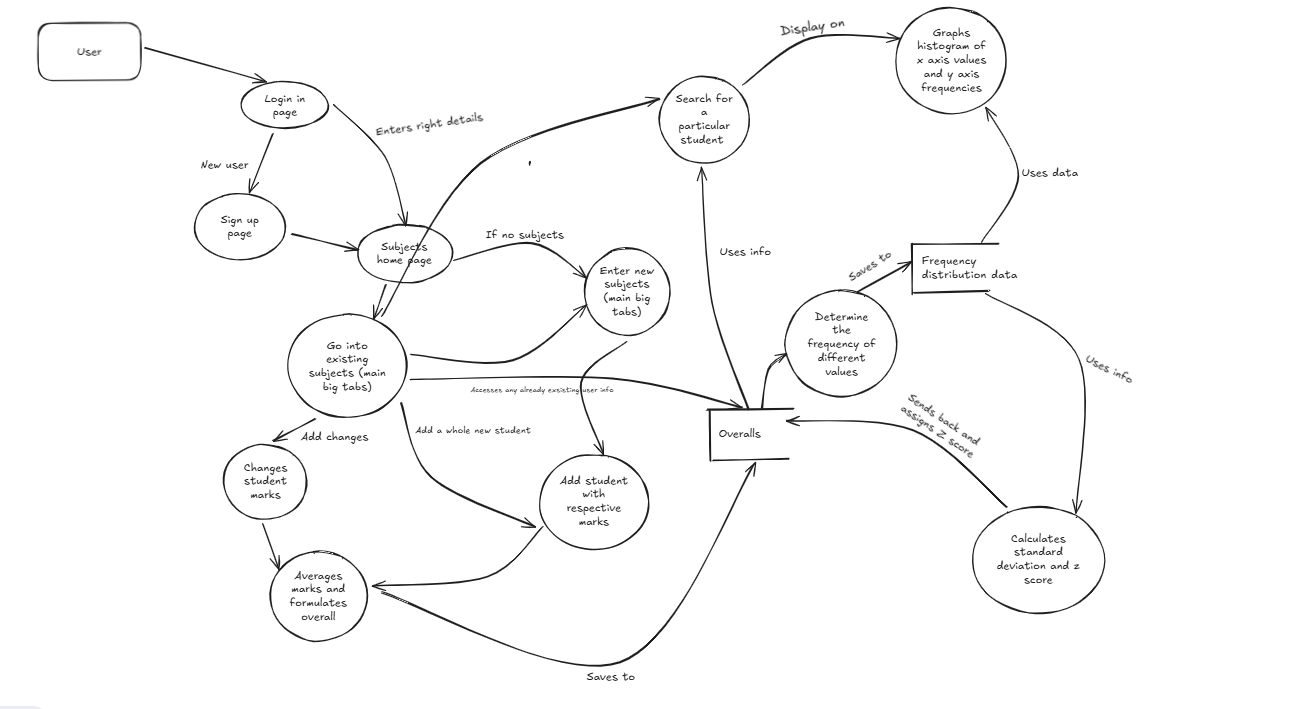 User
Login in
page
Enters right details
New user
Sign up
page
Subjects
home page
If no subjects
Enter new
subjects
(main big
tabs)
Go into
existing
subjects (main
big tabs)
Accesses any already exsisting user info
Add changes
Add a whole new student
Changes
student
marks
Add student
with
respective
marks
Averages
marks and
formulates
overall
Saves to
Overalls
Uses info
Search for
a
particular
student
Display on
Graphs
histogram of
x axis values
and y axis
frequencies
Uses data
Frequency
distribution data
Saves to
Determine
the
frequency of
different
values
Uses info
Sends back and
assigns Z score
Calculates
standard
deviation and z
score